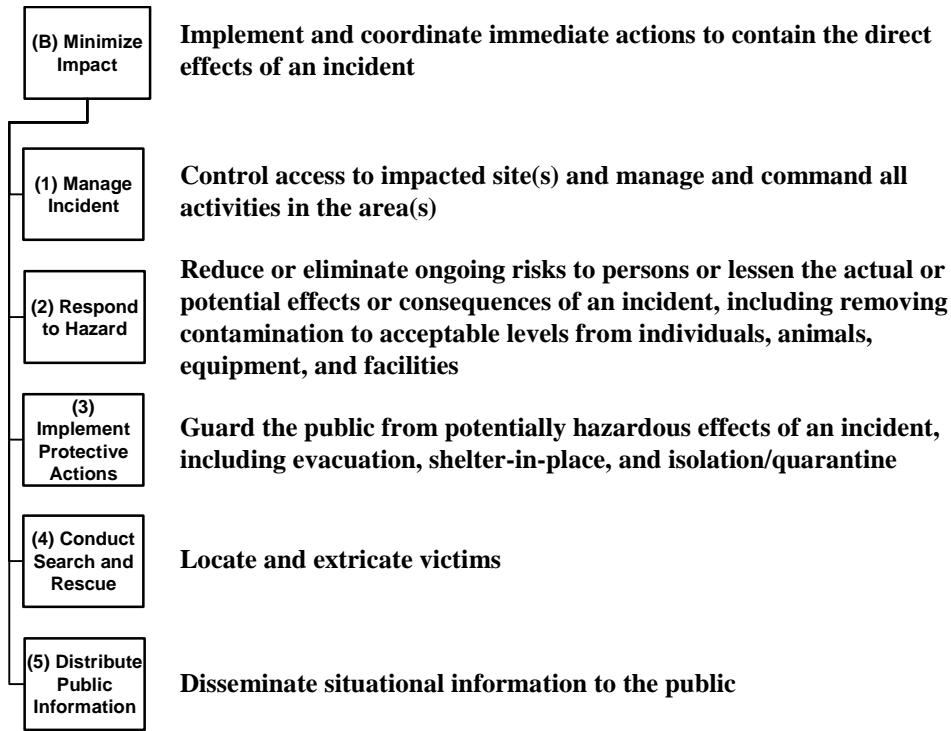 (B) Minimize
Impact
Implement and coordinate immediate actions to contain the direct
effects of an incident
(1) Manage
Incident
Control access to impacted site(s) and manage and command all
activities in the area(s)
(2) Respond
to Hazard
Reduce or eliminate ongoing risks to persons or lessen the actual or
potential effects or consequences of an incident, including removing
contamination to acceptable levels from individuals, animals,
equipment, and facilities
(3)
Implement
Protective
Actions
Guard the public from potentially hazardous effects of an incident,
including evacuation, shelter-in-place, and isolation/quarantine
(4) Conduct
Search and
Rescue
Locate and extricate victims
(5) Distribute
Public
Information
Disseminate situational information to the public